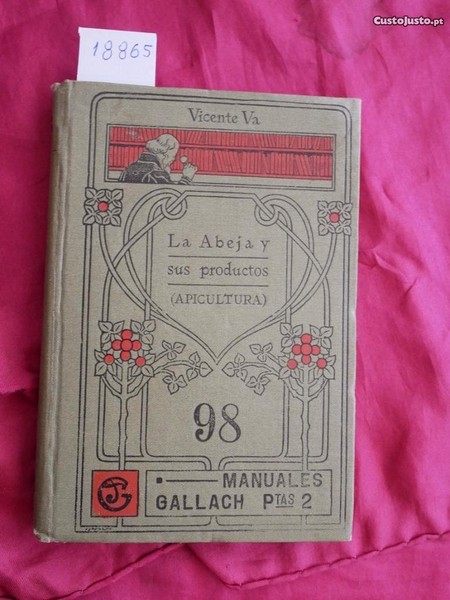 CustoJusto.pt
18865
Vicente Va
La Abeja y
sus productos
(APICULTURA)
98
MANUALES
GALLACH PTAS 2